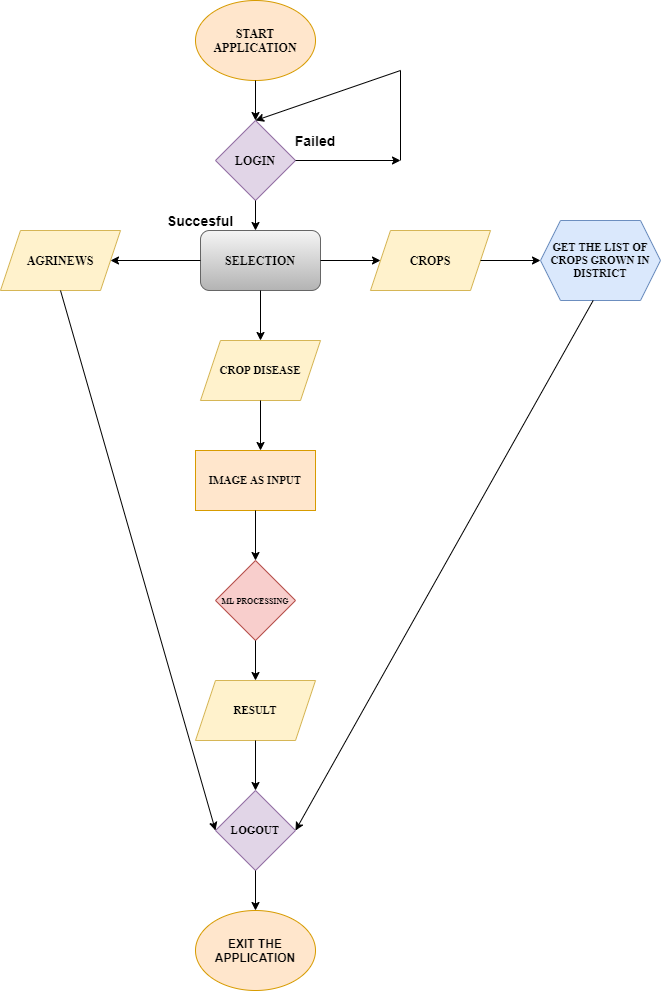 START
APPLICATION
Failed
LOGIN
Succesful
AGRINEWS
SELECTION
CROPS
GET THE LIST OF
CROPS GROWN IN
DISTRICT
CROP DISEASE
IMAGE AS INPUT
ML PROCESSING
RESULT
LOGOUT
EXIT THE
APPLICATION